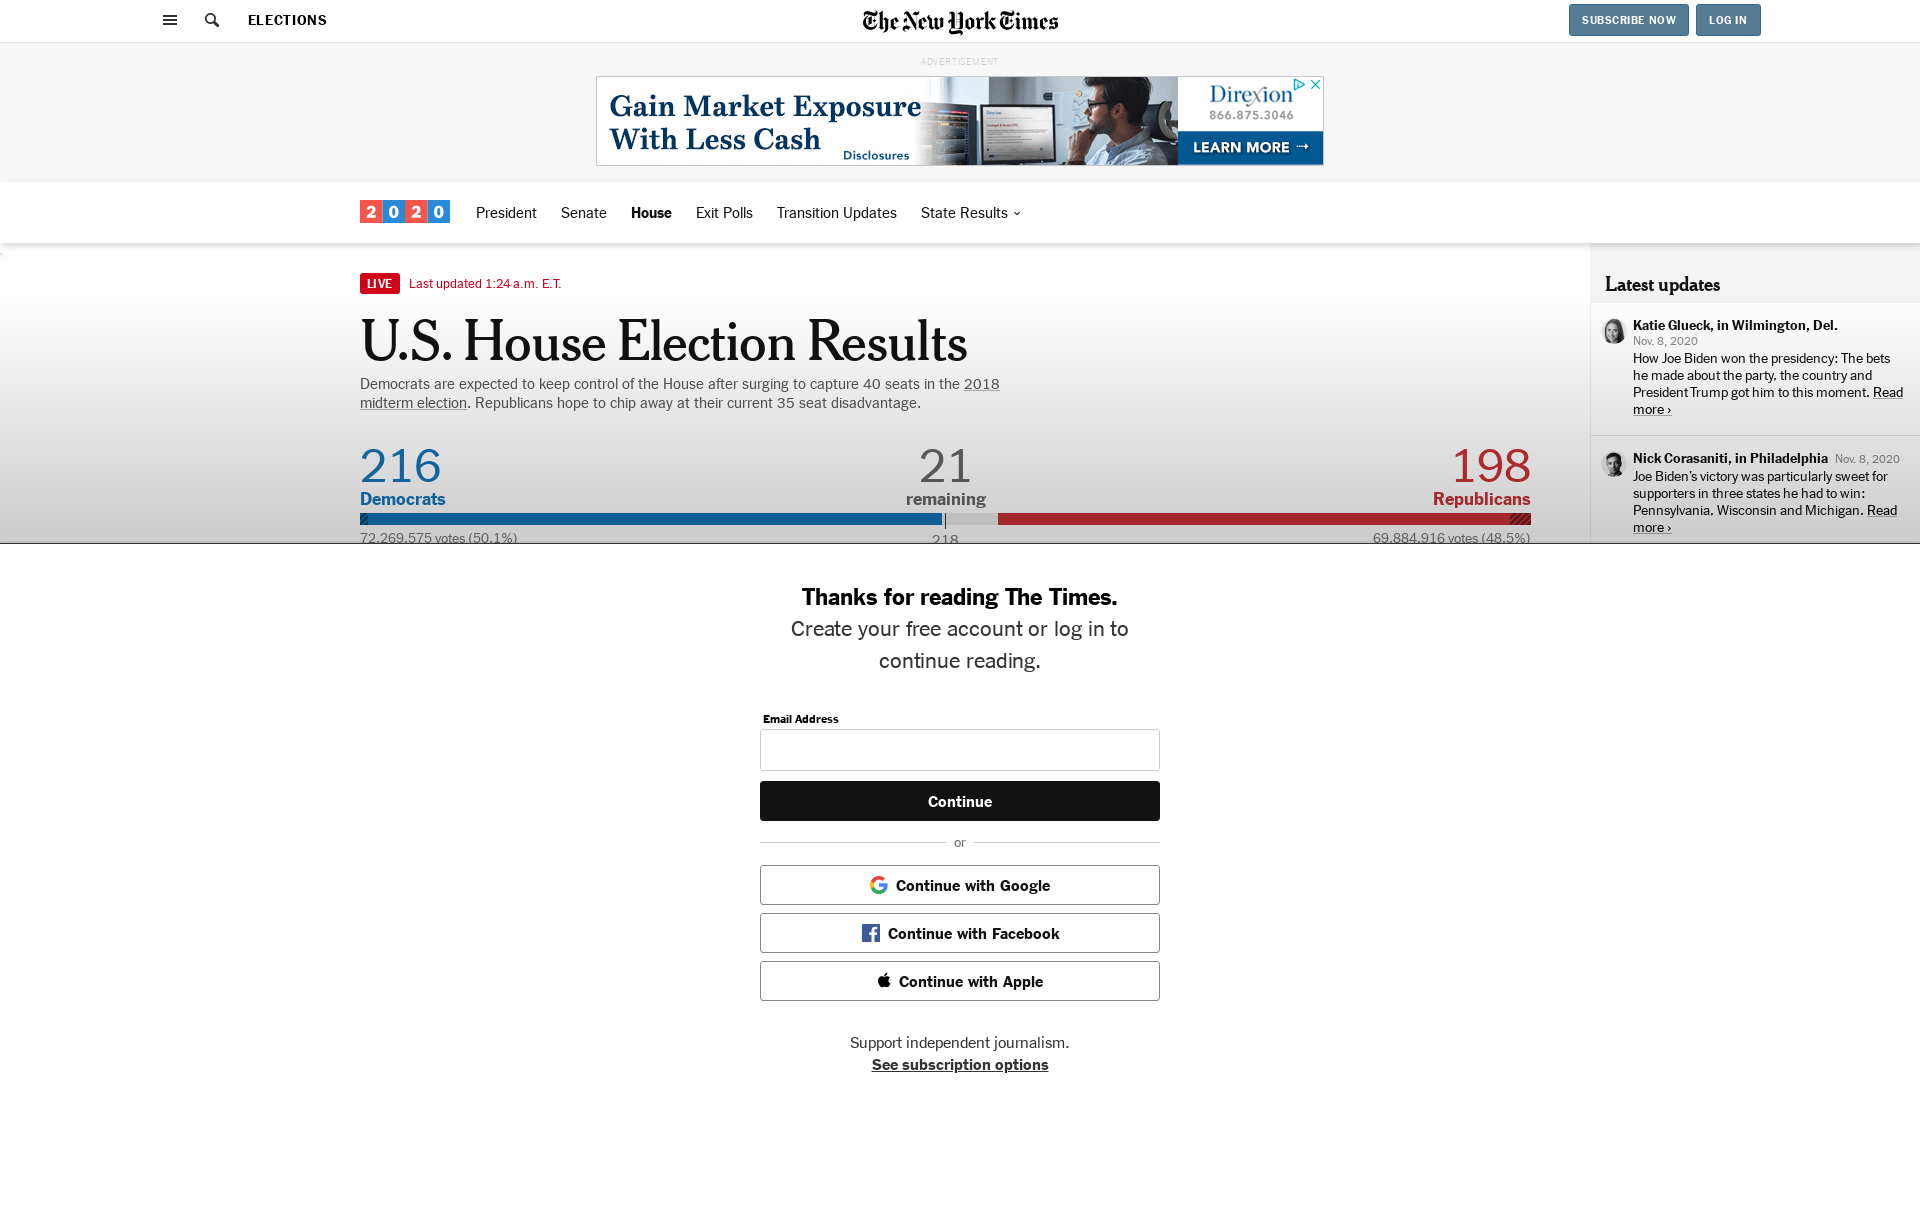 ELECTIONS
The New York Times
SUBSCRIBE NOW
LOG IN
ADVERTISEMENT
Gain Market Exposure
With Less Cash
Disclosures
Direxion
866.875.3046
LEARN MORE
2020
President
Senate
House
Exit Polls
Transition Updates
State Results
LIVE
Last updated 1:24 a.m. E.T.
U.S. House Election Results
Democrats are expected to keep control of the House after surging to capture 40 seats in the 2018
midterm election. Republicans hope to chip away at their current 35 seat disadvantage.
216
21
198
Democrats
remaining
Republicans
72,269,575 votes (50.1%)
218
69,884,916 votes (48.5%)
Latest updates
Katie Glueck, in Wilmington, Del.
Nov. 8, 2020
How Joe Biden won the presidency: The bets
he made about the party, the country and
President Trump got him to this moment. Read
more ›
Nick Corasaniti, in Philadelphia Nov. 8, 2020
Joe Biden's victory was particularly sweet for
supporters in three states he had to win:
Pennsylvania, Wisconsin and Michigan. Read
more ›
Thanks for reading The Times.
Create your free account or log in to
continue reading.
Email Address
Continue
or
Continue with Google
Continue with Facebook
Continue with Apple
Support independent journalism.
See subscription options